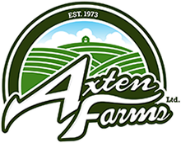 EST. 1973
Axten
Farms
Ltd.